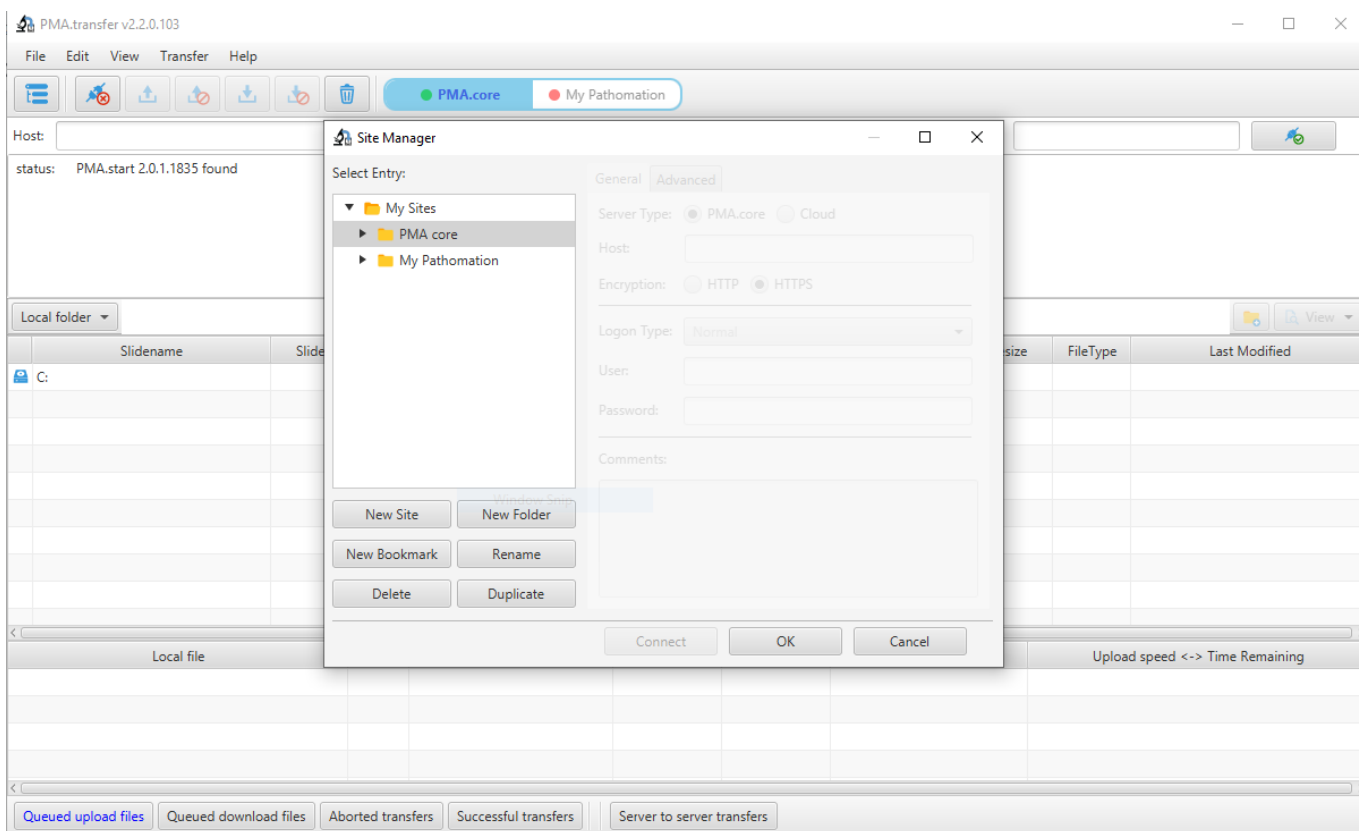 PMA.transfer v2.2.0.103
File Edit View Transfer Help
PMA.core My Pathomation
Host:
status: PMA.start 2.0.1.1835 found
Site Manager
Select Entry:
My Sites
PMA core
My Pathomation
General Advanced
Server Type: PMA.core Cloud
Host:
Encryption: HTTP HTTPS
Logon Type: Normal
User:
Password:
Comments:
Window Snip
New Site New Folder
New Bookmark Rename
Delete Duplicate
Connect OK Cancel
Local folder View
Slidename Slide size FileType Last Modified
C:
Local file Upload speed <-> Time Remaining
Queued upload files Queued download files Aborted transfers Successful transfers Server to server transfers